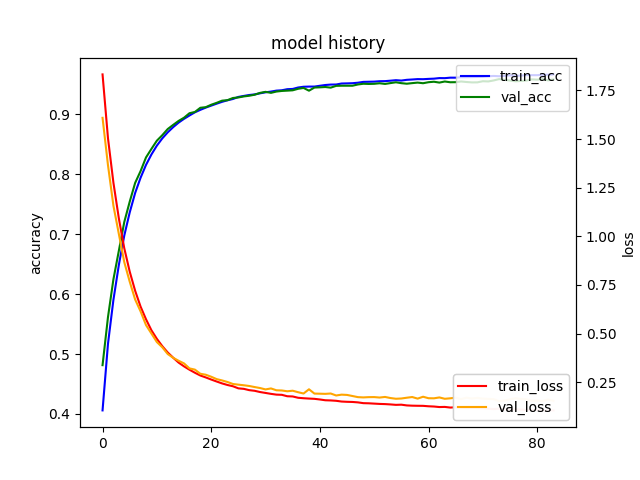 model history
train_acc
val_acc
0.9
0.8
0.7
0.6
0.5
0.4
accuracy
1.75
1.50
1.25
1.00
0.75
0.50
0.25
loss
train_loss
val_loss
0 20 40 60 80